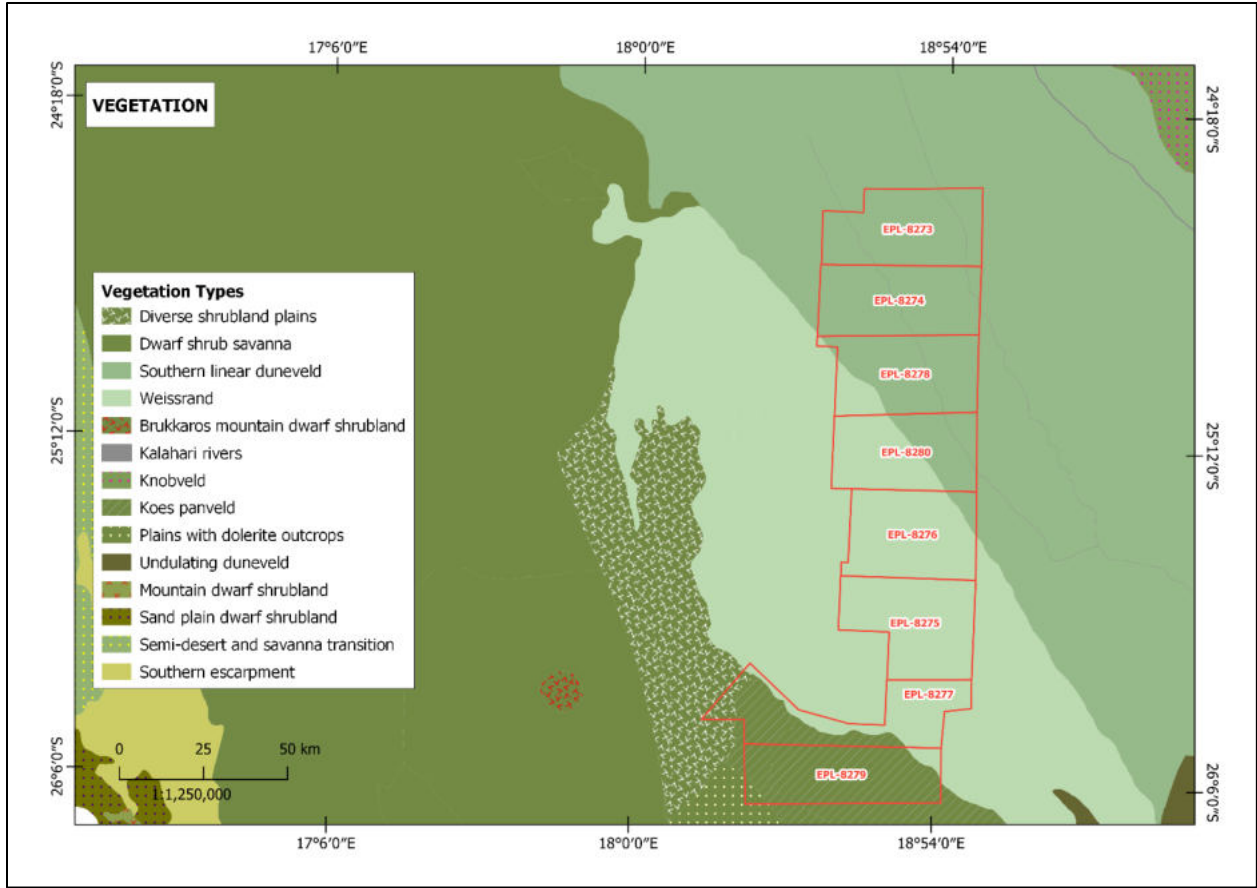 17°6'0"E
18°0'0"E
18°54'0"E
24°18'0"S
VEGETATION
24°18'0"S
EPL-8273
EPL-8274
Vegetation Types
Diverse shrubland plains
Dwarf shrub savanna
Southern linear duneveld
Weissrand
Brukkaros mountain dwarf shrubland
Kalahari rivers
Knobveld
Koes panveld
Plains with dolerite outcrops
Undulating duneveld
Mountain dwarf shrubland
Sand plain dwarf shrubland
Semi-desert and savanna transition
Southern escarpment
EPL-8278
25°12'0"S
EPL-8280
25°12'0"S
EPL-8276
EPL-8275
EPL-8277
0 25 50 km
1:1,250,000
26°6'0"S
EPL-8279
26°6'0"S
17°6'0"E
18°0'0"E
18°54'0"E